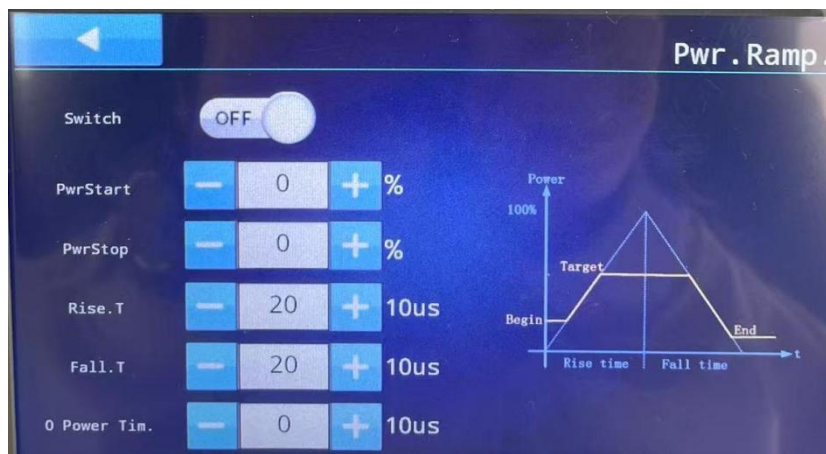 Pwr.Ramp.
Switch OFF
PwrStart 0 %
PwrStop 0 %
Rise.T 20 10us
Fall.T 20 10us
0 Power Tim. 0 10us
Power
100%
Target
Begin
End
t
Rise time Fall time